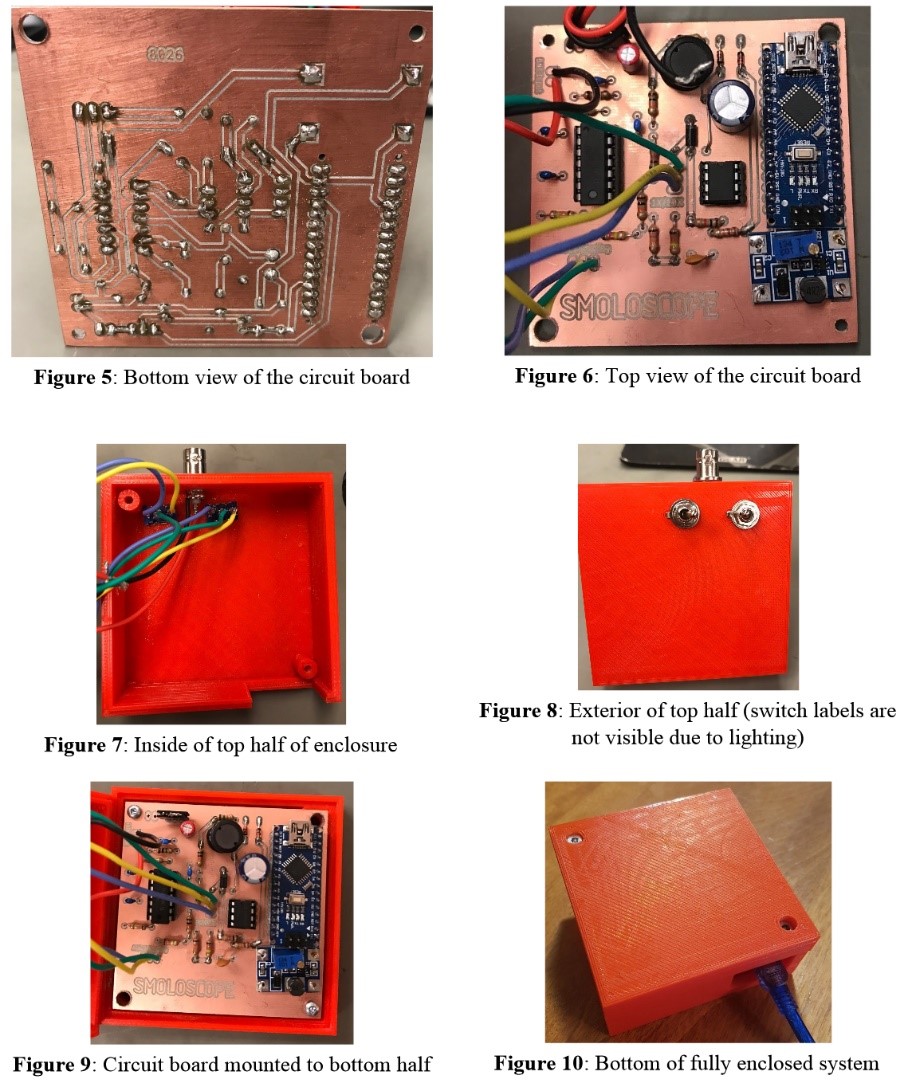 0026
Figure 5: Bottom view of the circuit board
SMOLOSCOPE
Figure 6: Top view of the circuit board
Figure 7: Inside of top half of enclosure
Figure 8: Exterior of top half (switch labels are
not visible due to lighting)
SMOLOSCOPE
Figure 9: Circuit board mounted to bottom half
Figure 10: Bottom of fully enclosed system